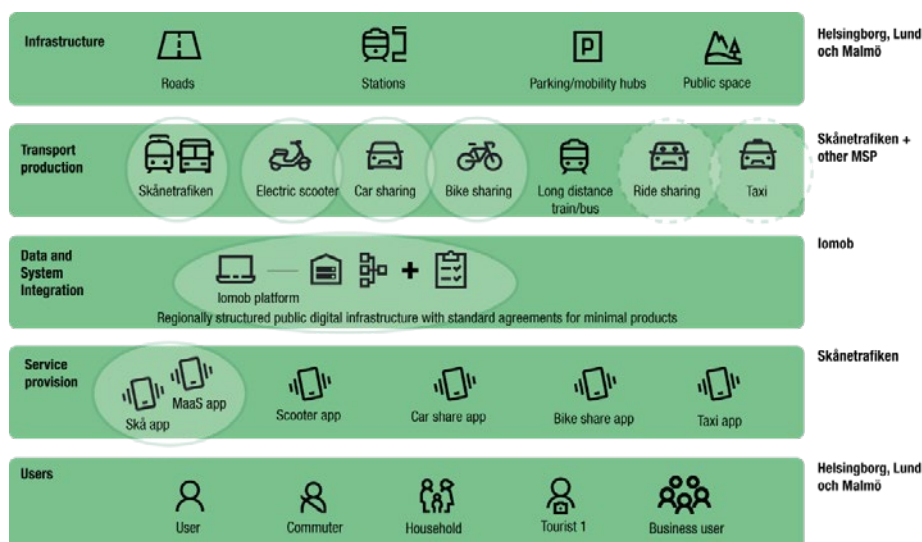 Infrastructure
Roads
Stations
P
Parking/mobility hubs
Public space
Helsingborg, Lund
och Malmö
Transport
production
Skånetrafiken
Electric scooter
Car sharing
Bike sharing
Long distance
train/bus
Ride sharing
Taxi
Skånetrafiken +
other MSP
Data and
System
Integration
Iomob platform
Regionally structured public digital infrastructure with standard agreements for minimal products
Iomob
Service
provision
Skå app
MaaS app
Scooter app
Car share app
Bike share app
Taxi app
Skånetrafiken
Users
User
Commuter
Household
Tourist 1
Business user
Helsingborg, Lund
och Malmö